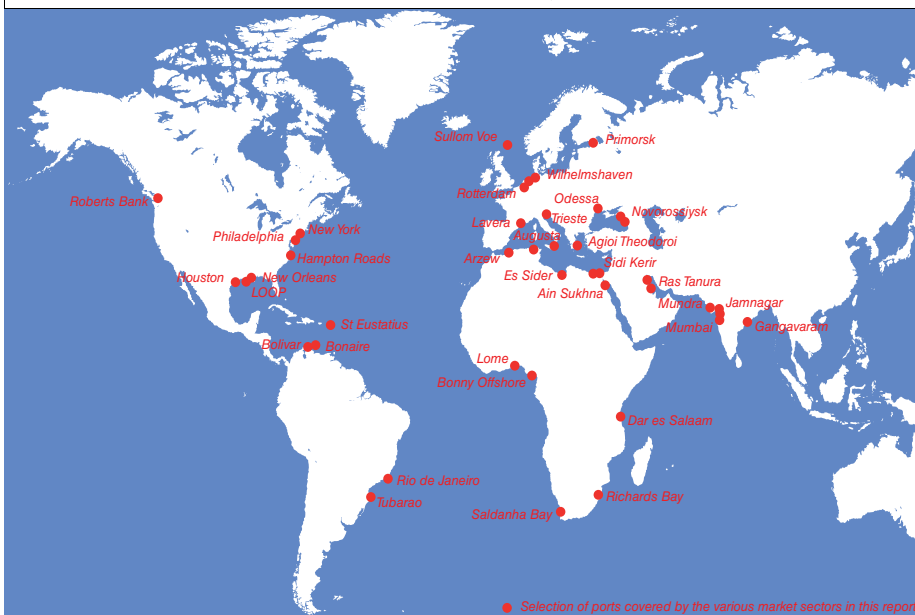 Sullom Voe
Primorsk
Wilhelmshaven
Rotterdam
Odessa
Roberts Bank
Novorossiysk
Trieste
Lavera
New York
Philadelphia
Augusta
Agioi Theodoroi
Arzew
Hampton Roads
Sidi Kerir
Houston
New Orleans
Es Sider
Ras Tanura
LOOP
Ain Sukhna
Mundra
Jamnagar
St Eustatius
Mumbai
Gangavaram
Bolivar
Bonaire
Lome
Bonny Offshore
Dar es Salaam
Rio de Janeiro
Tubarao
Richards Bay
Saldanha Bay
Selection of ports covered by the various market sectors in this report